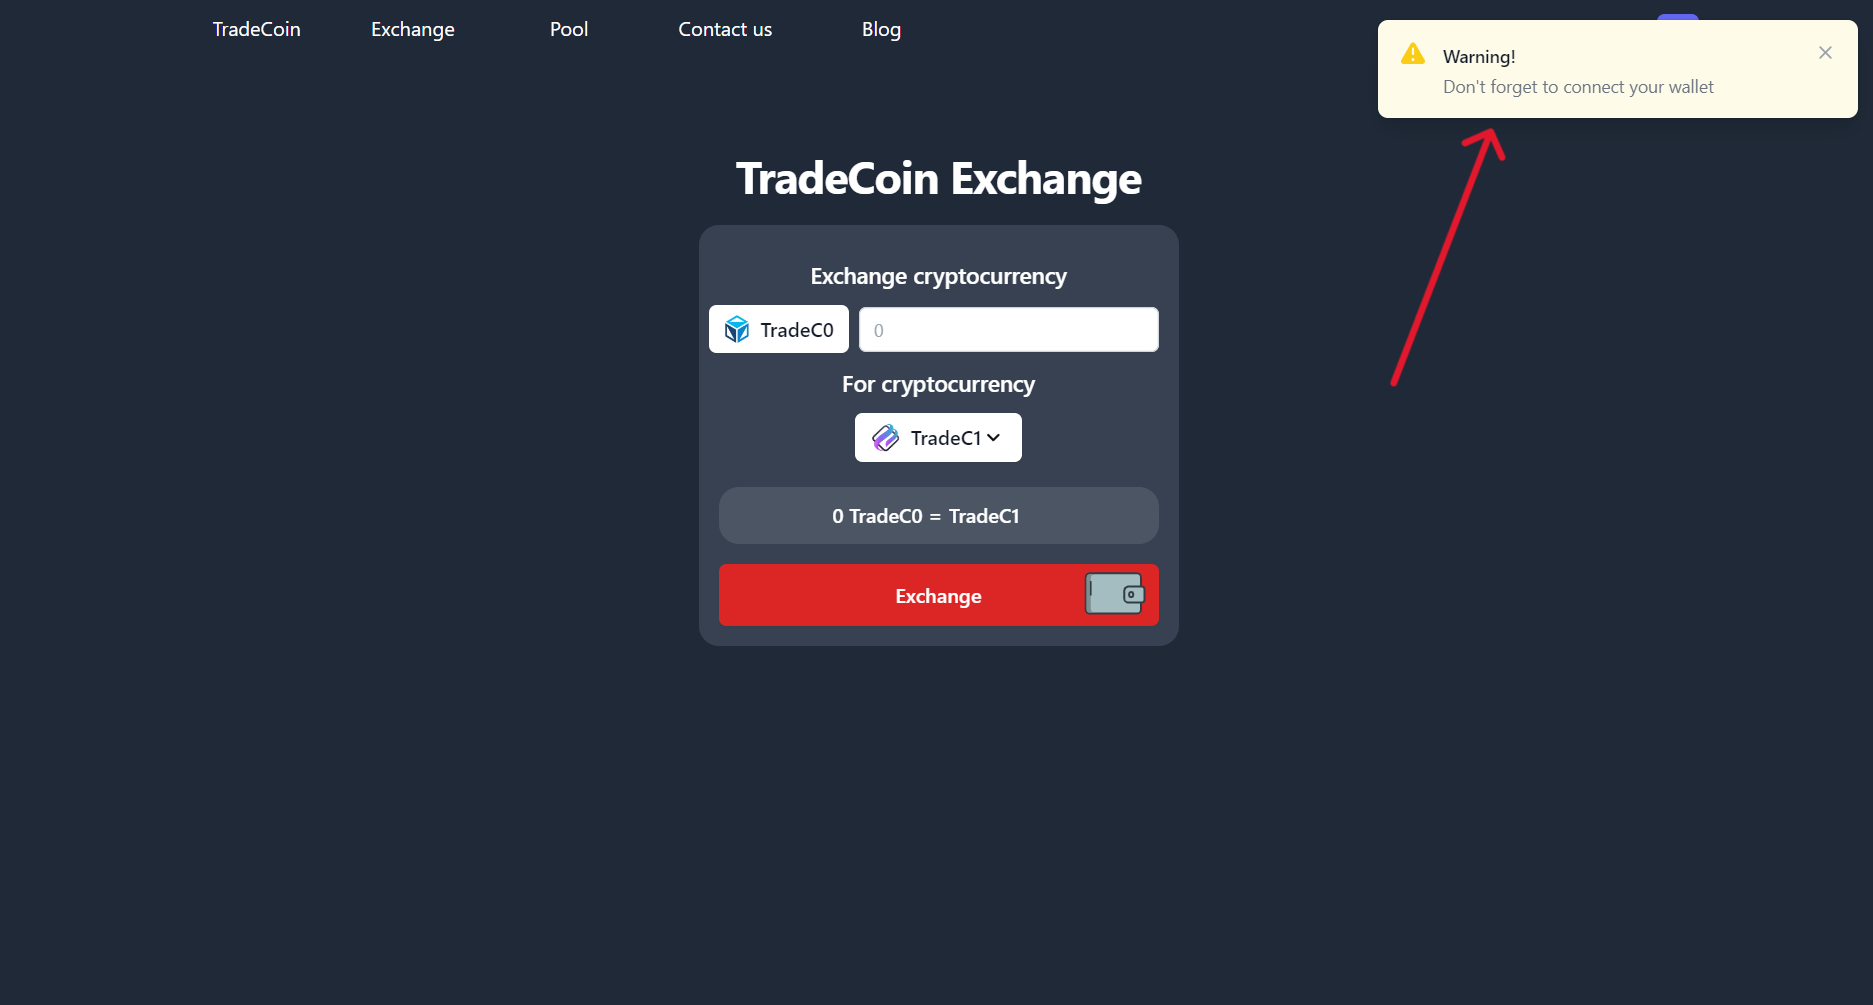 TradeCoin Exchange Pool Contact us Blog
Warning!
Don't forget to connect your wallet
TradeCoin Exchange
Exchange cryptocurrency
TradeC0 0
For cryptocurrency
TradeC1
0 TradeC0 = TradeC1
Exchange